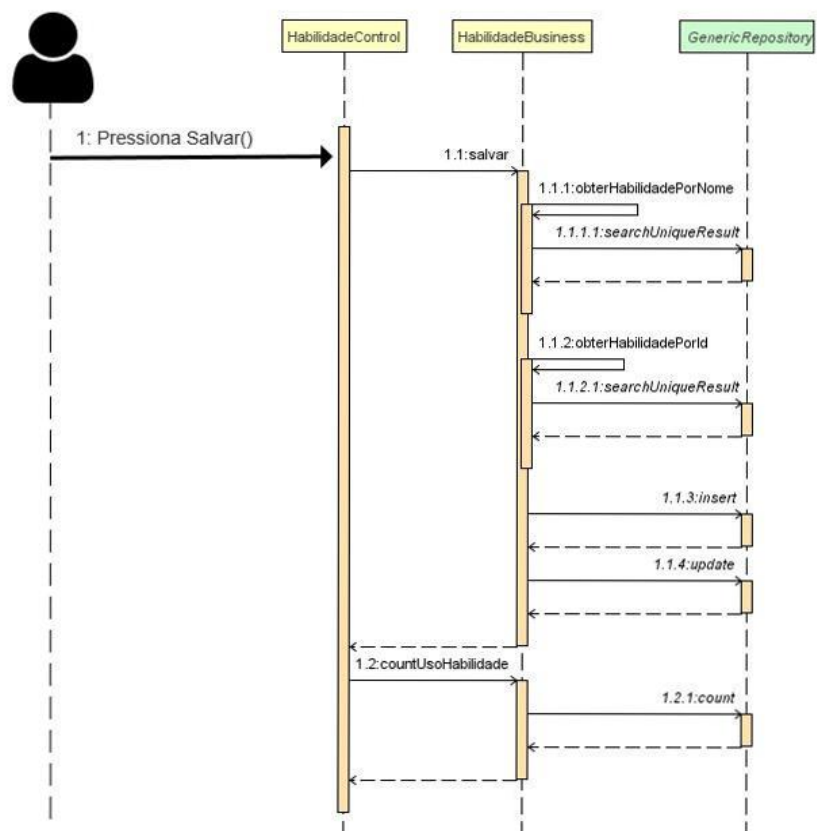 HabilidadeControl
HabilidadeBusiness
GenericRepository
1: Pressiona Salvar()
1.1:salvar
1.1.1:obterHabilidadePorNome
1.1.1.1:searchUniqueResult
1.1.2:obterHabilidadePorId
1.1.2.1:searchUniqueResult
1.1.3:insert
1.1.4:update
1.2:countUsoHabilidade
1.2.1:count